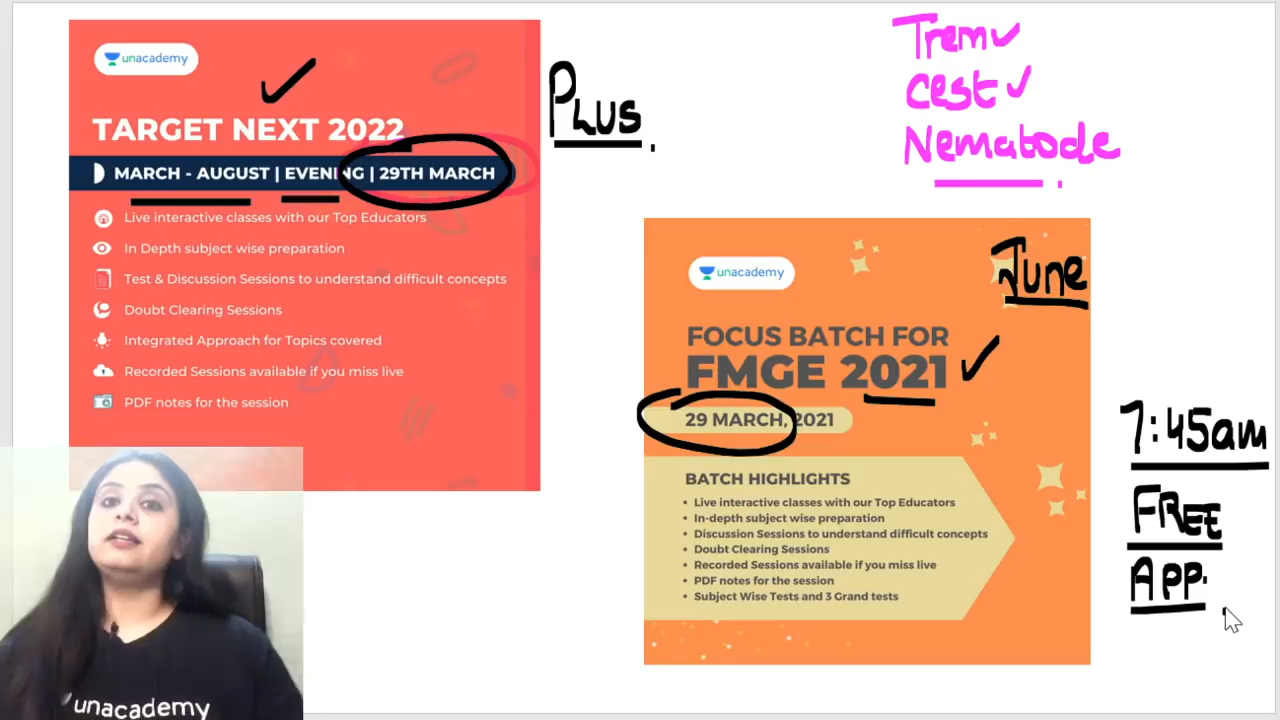 unacademy
TARGET NEXT 2022
MARCH - AUGUST | EVENING | 29TH MARCH
Live interactive classes with our Top Educators
In Depth subject wise preparation
Test & Discussion Sessions to understand difficult concepts
Doubt Clearing Sessions
Integrated Approach for Topics covered
Recorded Sessions available if you miss live
PDF notes for the session
PLUS.
Trem
Cest
Nematode
June
unacademy
FOCUS BATCH FOR
FMGE 2021
29 MARCH, 2021
BATCH HIGHLIGHTS
• Live interactive classes with our Top Educators
• In-depth subject wise preparation
• Discussion Sessions to understand difficult concepts
• Doubt Clearing Sessions
• Recorded Sessions available if you miss live
• PDF notes for the session
• Subject Wise Tests and 3 Grand tests
7:45am
FREE
APP.
unacademy